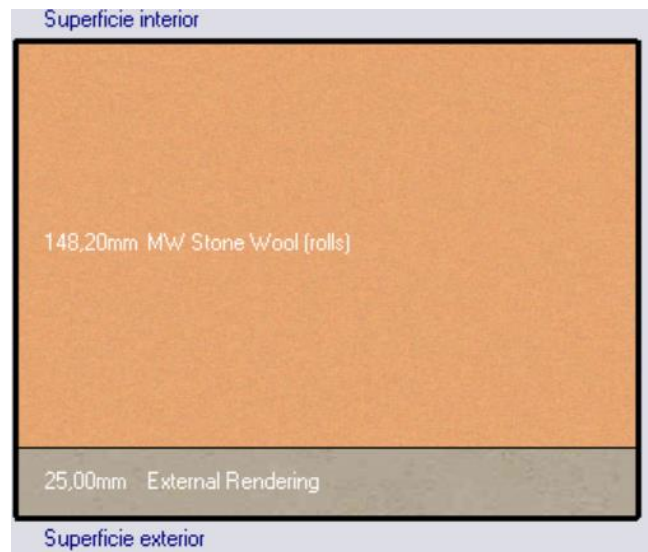 Superficie interior
148,20mm MW Stone Wool (rolls)
25,00mm External Rendering
Superficie exterior